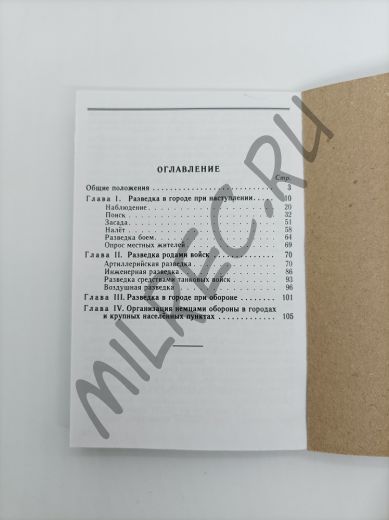 ОГЛАВЛЕНИЕ
Стр.
Общие положения . . . . . . . . . . . . . . . . . . 3
Глава I. Разведка в городе при наступлении. . . . . 10
Наблюдение. . . . . . . . . . . . . . . . . . . 20
Поиск . . . . . . . . . . . . . . . . . . . . . 32
Засада. . . . . . . . . . . . . . . . . . . . . 51
Налёт . . . . . . . . . . . . . . . . . . . . . 58
Разведка боем. . . . . . . . . . . . . . . . . . 64
Опрос местных жителей . . . . . . . . . . . . . 69
Глава II. Разведка родами войск . . . . . . . . . . 70
Артиллерийская разведка . . . . . . . . . . . . 70
Инженерная разведка. . . . . . . . . . . . . . . 86
Разведка средствами танковых войск . . . . . . . 93
Воздушная разведка . . . . . . . . . . . . . . . 96
Глава III. Разведка в городе при обороне . . . . . 101
Глава IV. Организация немцами обороны в городах
и крупных населённых пунктах . . . . . . . . . 105
MILREC.RU